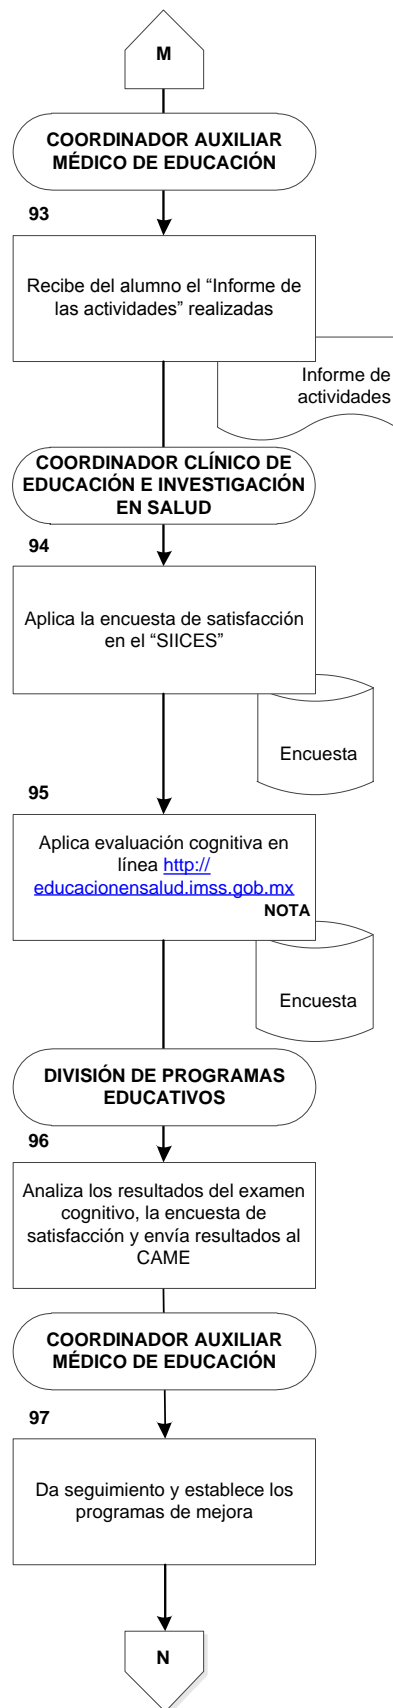 M
COORDINADOR AUXILIAR
MÉDICO DE EDUCACIÓN
93
Recibe del alumno el “Informe de
las actividades” realizadas
Informe de
actividades
COORDINADOR CLÍNICO DE
EDUCACIÓN E INVESTIGACIÓN
EN SALUD
94
Aplica la encuesta de satisfacción
en el “SIICES”
Encuesta
95
Aplica evaluación cognitiva en
línea http://
educacionensalud.imss.gob.mx
NOTA
Encuesta
DIVISIÓN DE PROGRAMAS
EDUCATIVOS
96
Analiza los resultados del examen
cognitivo, la encuesta de
satisfacción y envía resultados al
CAME
COORDINADOR AUXILIAR
MÉDICO DE EDUCACIÓN
97
Da seguimiento y establece los
programas de mejora
N